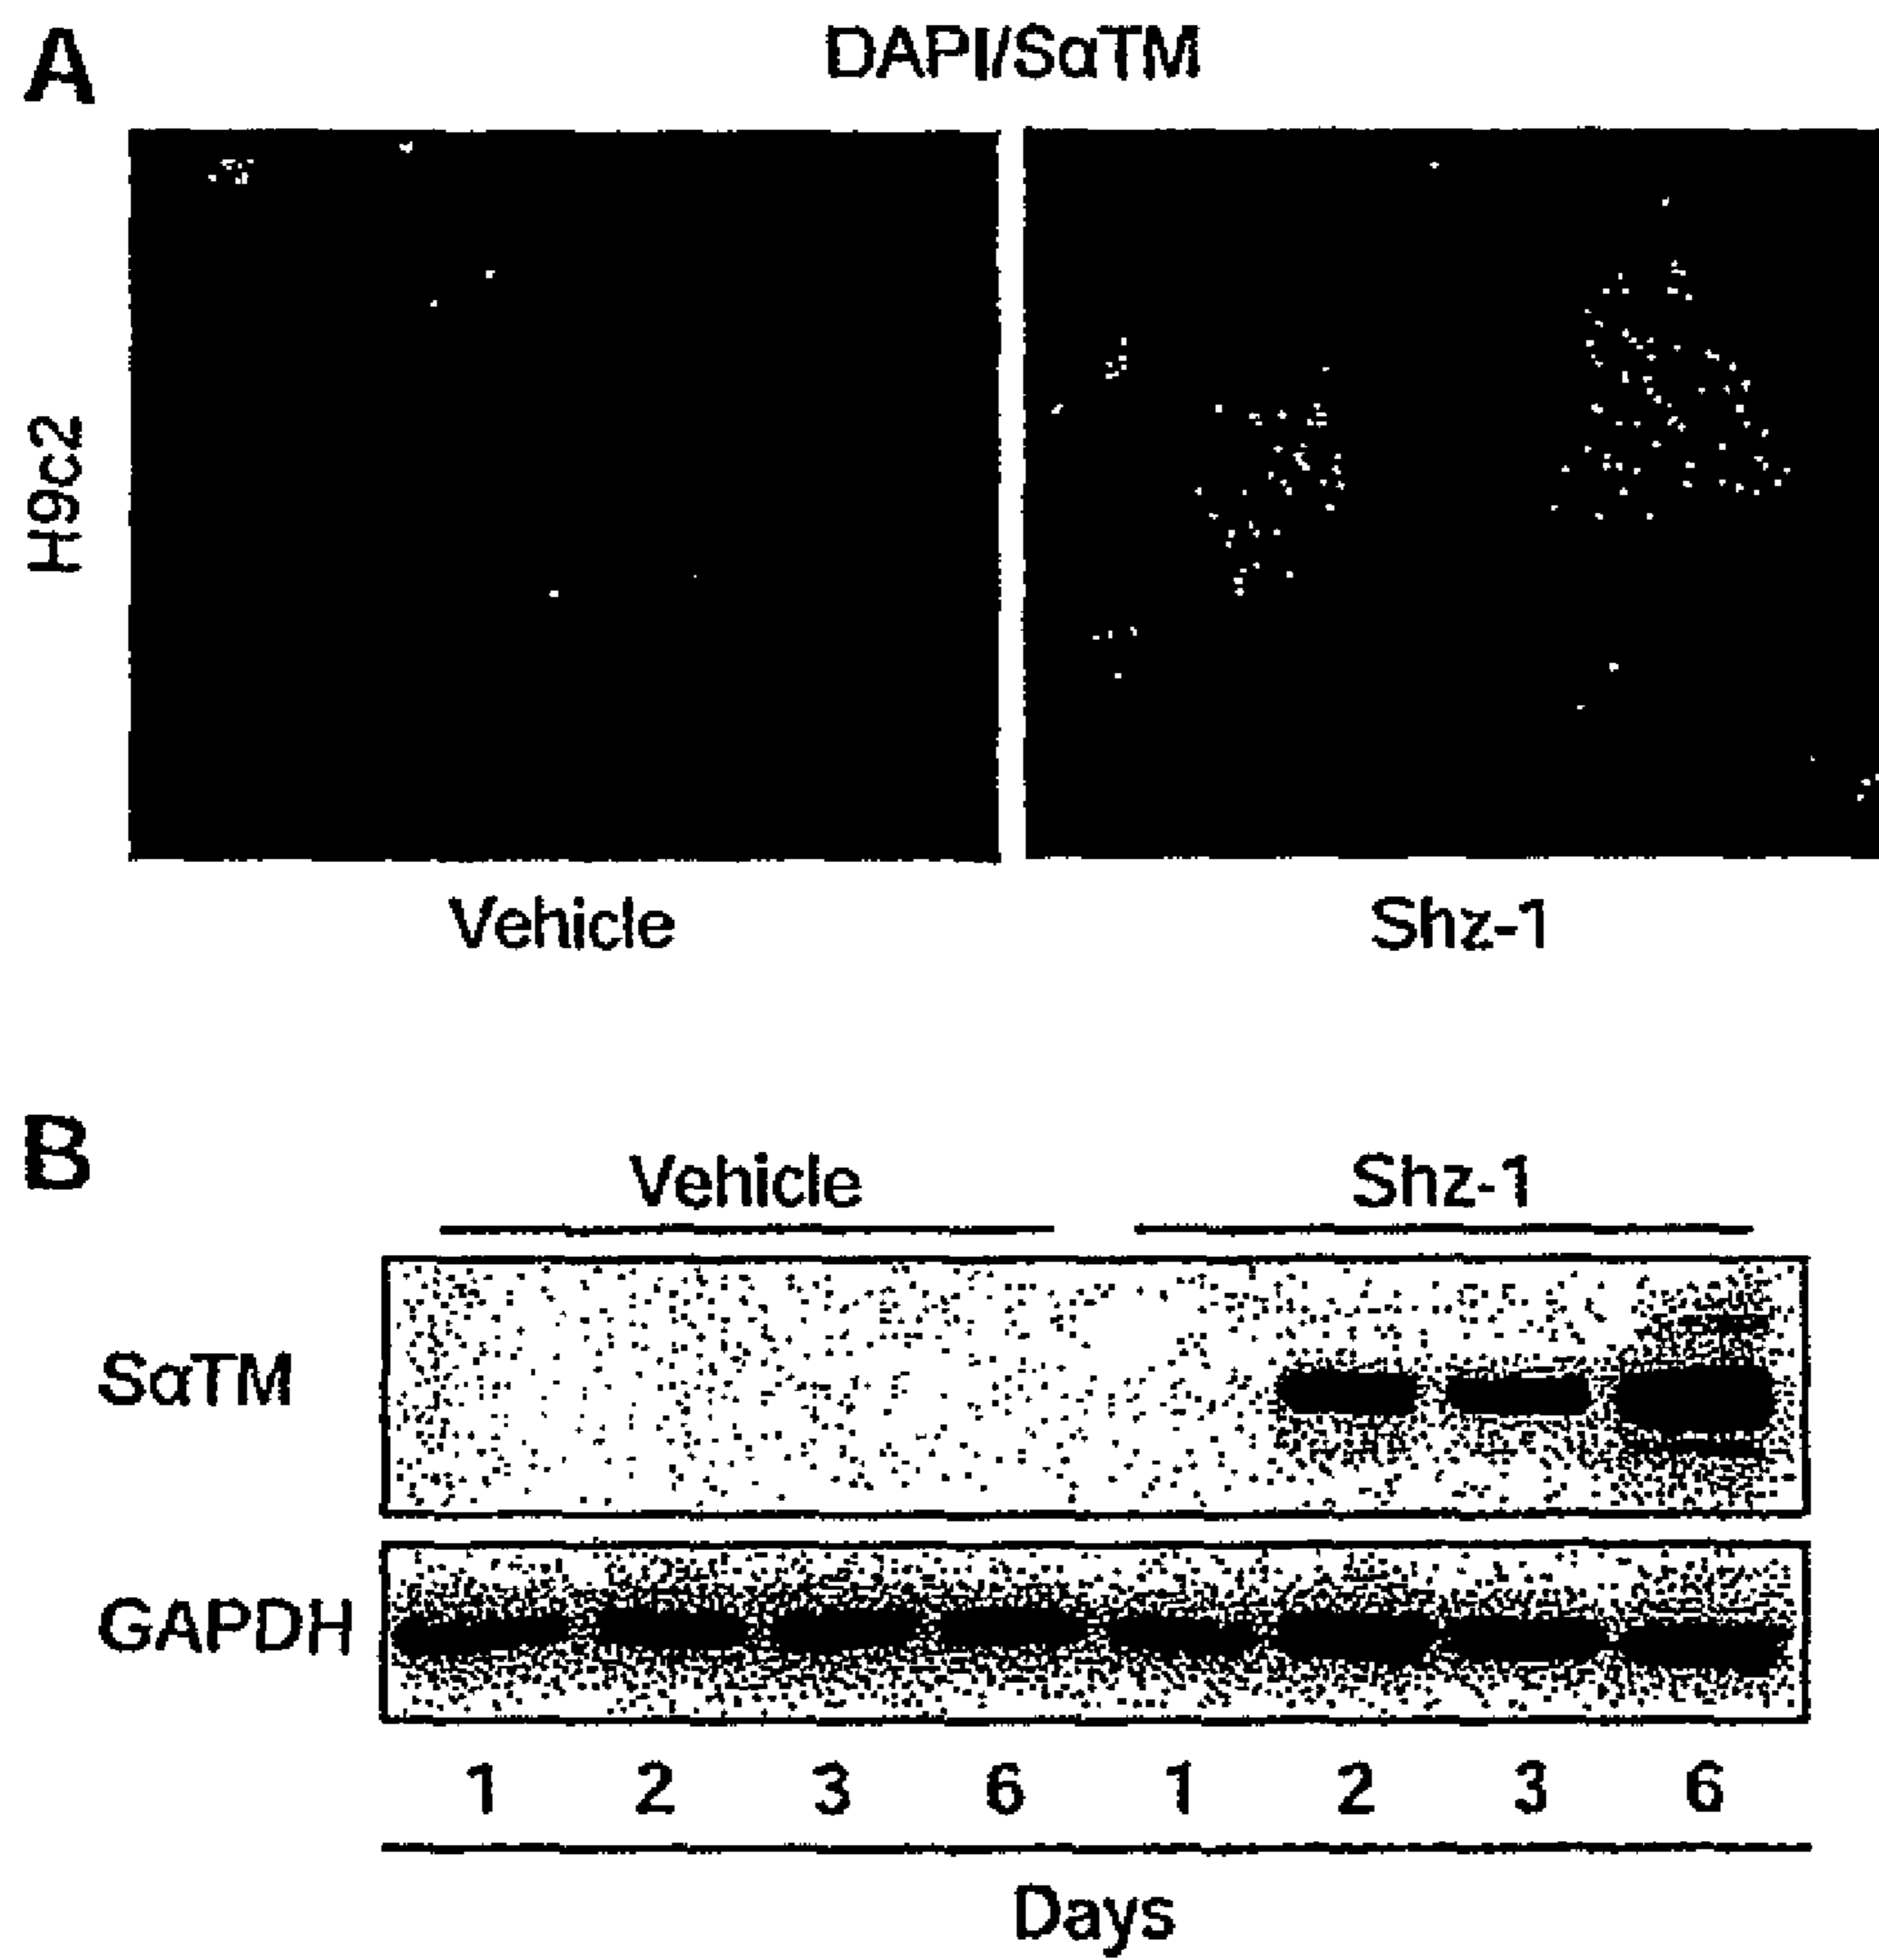 A
DAPI/SαTM
H9c2
Vehicle Shz-1
B
Vehicle Shz-1
SαTM
GAPDH
1 2 3 6 1 2 3 6
Days